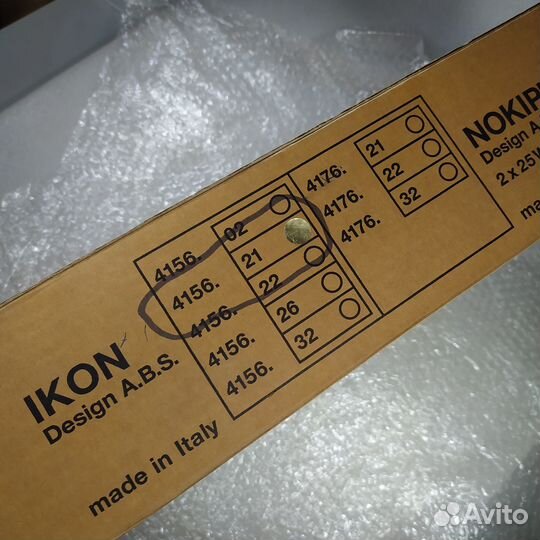 IKON
Design A.B.S.
made in Italy
4156. 02
4156. 21
4156. 22
4156. 26
4156. 32
4176. 21
4176. 22
4176. 32
NOKIP
Design A
2 x 25W
ma
Avito